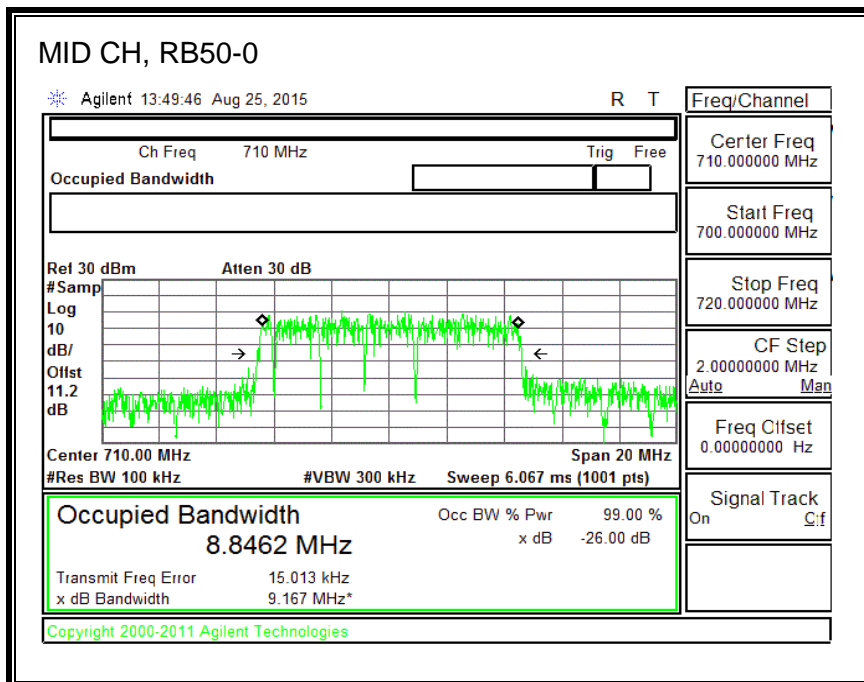 MID CH, RB50-0
Agilent 13:49:46 Aug 25, 2015 R T
Freq/Channel
Ch Freq 710 MHz Trig Free
Occupied Bandwidth
Center Freq
710.000000 MHz
Start Freq
700.000000 MHz
Stop Freq
720.000000 MHz
CF Step
2.00000000 MHz
Auto Man
Freq Offset
0.00000000 Hz
Signal Track
On Off
Ref 30 dBm Atten 30 dB
#Samp
Log
10
dB/
Offst
11.2
dB
Center 710.00 MHz Span 20 MHz
#Res BW 100 kHz #VBW 300 kHz Sweep 6.067 ms (1001 pts)
Occupied Bandwidth Occ BW % Pwr 99.00 %
8.8462 MHz x dB -26.00 dB
Transmit Freq Error 15.013 kHz
x dB Bandwidth 9.167 MHz*
Copyright 2000-2011 Agilent Technologies